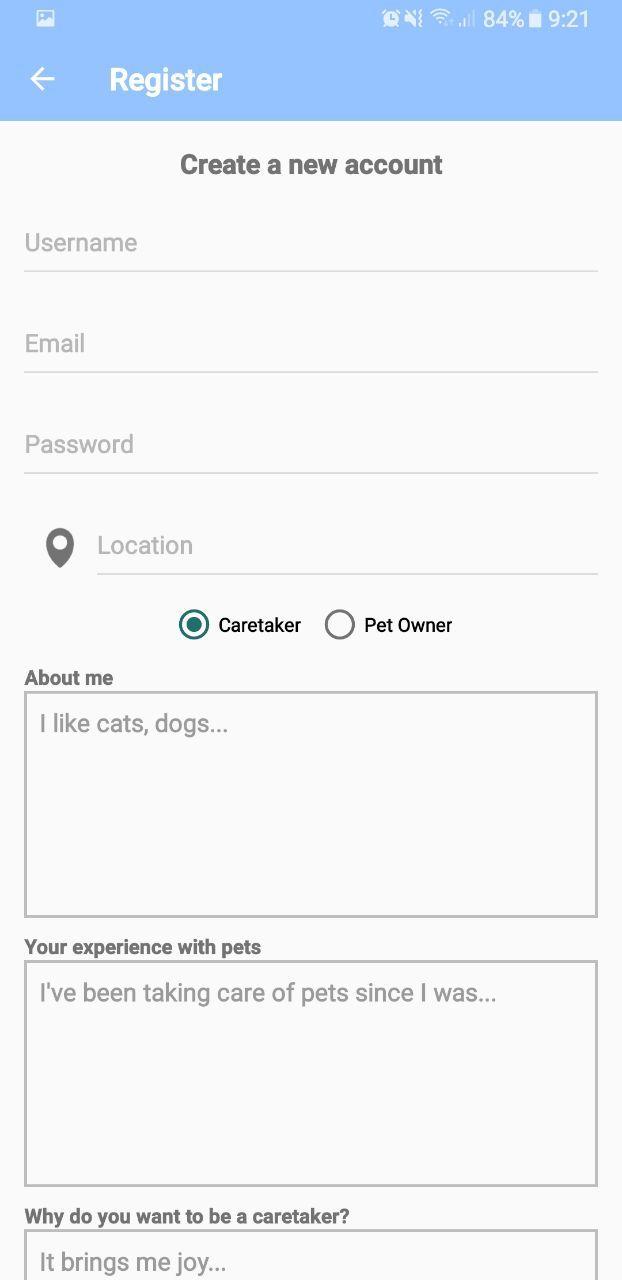 84% 9:21
Register
Create a new account
Username
Email
Password
Location
Caretaker Pet Owner
About me
I like cats, dogs...
Your experience with pets
I've been taking care of pets since I was...
Why do you want to be a caretaker?
It brings me joy...